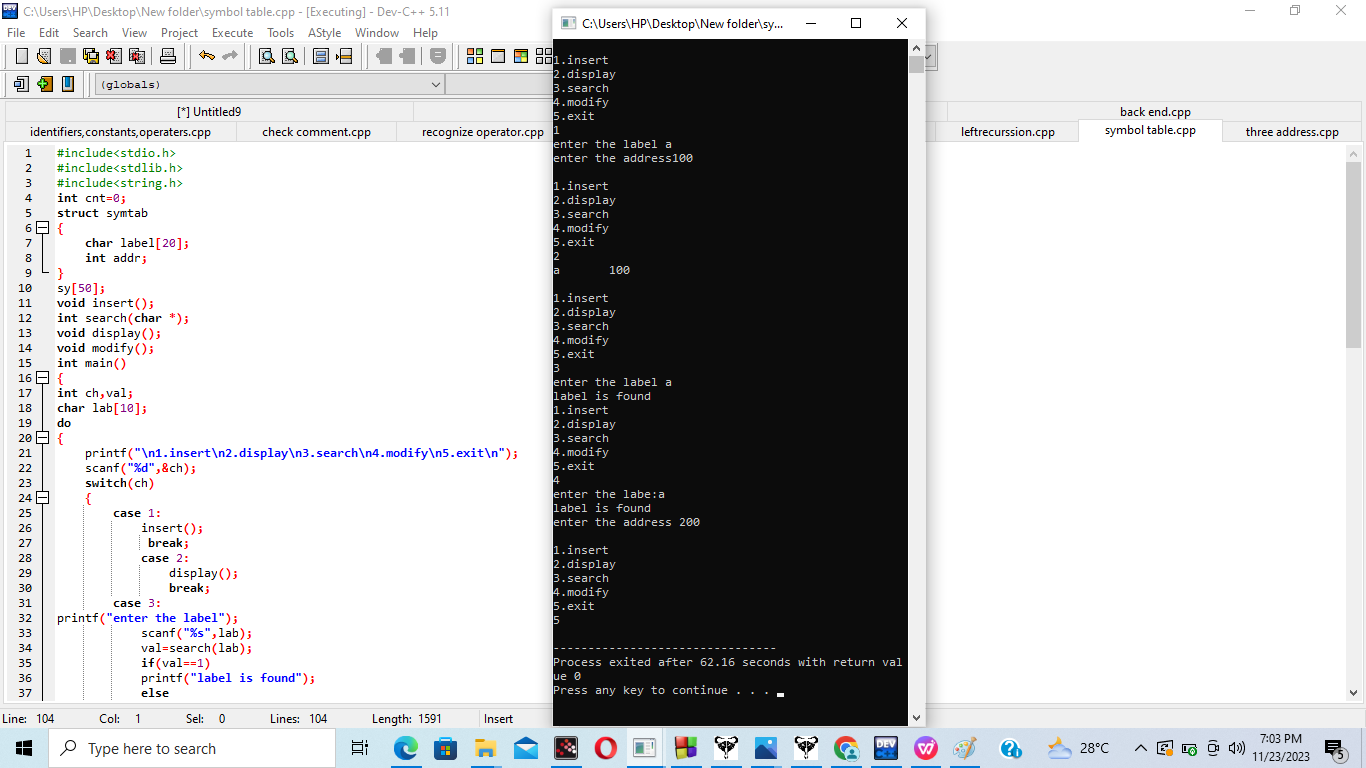 C:\Users\HP\Desktop\New folder\symbol table.cpp - [Executing] - Dev-C++ 5.11
File Edit Search View Project Execute Tools AStyle Window Help
(globals)
[*] Untitled9
back end.cpp
identifiers,constants,operaters.cpp
check comment.cpp
recognize operator.cpp
leftrecurssion.cpp
symbol table.cpp
three address.cpp
1 #include<stdio.h>
2 #include<stdlib.h>
3 #include<string.h>
4 int cnt=0;
5 struct symtab
6 {
7 char label[20];
8 int addr;
9 }
10 sy[50];
11 void insert();
12 int search(char *);
13 void display();
14 void modify();
15 int main()
16 {
17 int ch,val;
18 char lab[10];
19 do
20 {
21 printf("\n1.insert\n2.display\n3.search\n4.modify\n5.exit\n");
22 scanf("%d",&ch);
23 switch(ch)
24 {
25 case 1:
26 insert();
27 break;
28 case 2:
29 display();
30 break;
31 case 3:
32 printf("enter the label");
33 scanf("%s",lab);
34 val=search(lab);
35 if(val==1)
36 printf("label is found");
37 else
Line: 104 Col: 1 Sel: 0 Lines: 104 Length: 1591 Insert
C:\Users\HP\Desktop\New folder\sy...
1.insert
2.display
3.search
4.modify
5.exit
1
enter the label a
enter the address100
1.insert
2.display
3.search
4.modify
5.exit
2
a 100
1.insert
2.display
3.search
4.modify
5.exit
3
enter the label a
label is found
1.insert
2.display
3.search
4.modify
5.exit
4
enter the labe:a
label is found
enter the address 200
1.insert
2.display
3.search
4.modify
5.exit
5
--------------------------------
Process exited after 62.16 seconds with return val
ue 0
Press any key to continue . . .
Type here to search
DEV
28°C
7:03 PM
11/23/2023
5